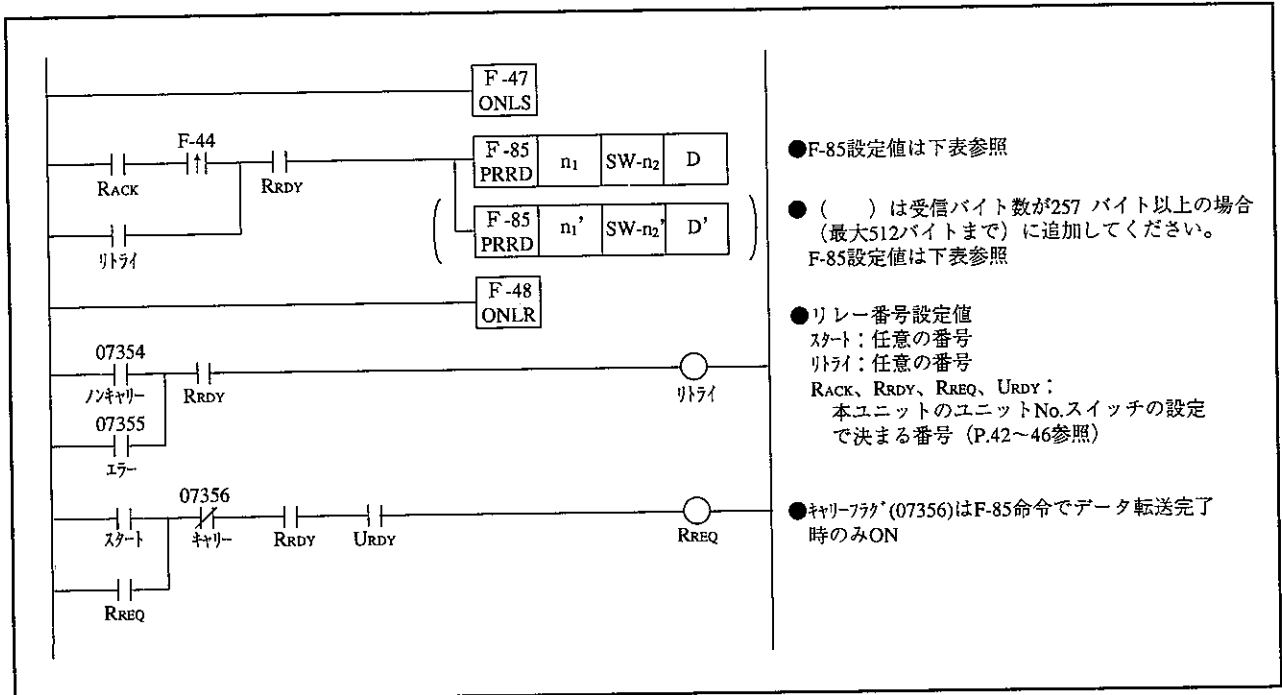 F-47
ONLS
F-44
RACK
RRDY
F-85
PRRD
n1
SW-n2
D
リトライ
(
F-85
PRRD
n1'
SW-n2'
D'
)
F-48
ONLR
07354
ノンキャリー
RRDY
リトライ
07355
エラー
07356
スタート
キャリー
RRDY
URDY
RREQ
RREQ
●F-85設定値は下表参照
●(　　)は受信バイト数が257 バイト以上の場合
(最大512バイトまで)に追加してください。
F-85設定値は下表参照
●リレー番号設定値
スタート：任意の番号
リトライ：任意の番号
RACK、RRDY、RREQ、URDY：
本ユニットのユニットNo.スイッチの設定
で決まる番号（P.42～46参照）
●キャリーフラグ(07356)はF-85命令でデータ転送完了
時のみON